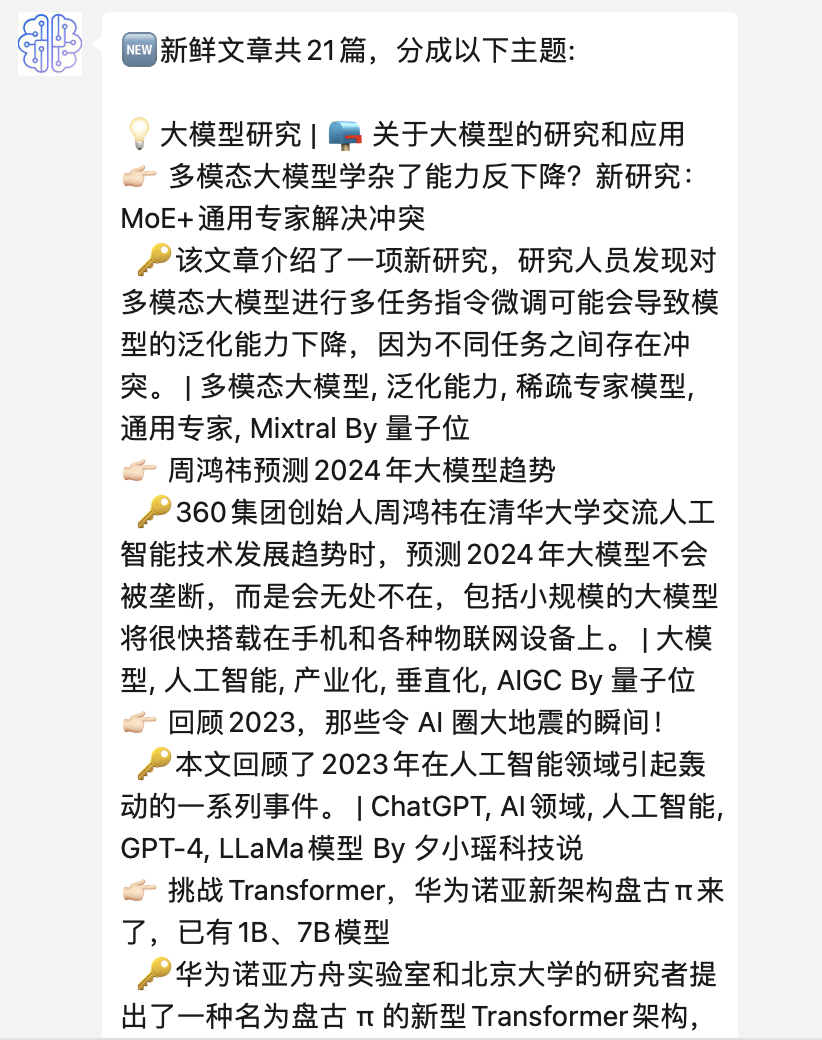 🆕新鲜文章共21篇，分成以下主题:
💡 大模型研究 | 📪 关于大模型的研究和应用
👉🏻 多模态大模型学杂了能力反下降？新研究：
MoE+通用专家解决冲突
🔑该文章介绍了一项新研究，研究人员发现对
多模态大模型进行多任务指令微调可能会导致模
型的泛化能力下降，因为不同任务之间存在冲
突。 | 多模态大模型, 泛化能力, 稀疏专家模型,
通用专家, Mixtral By 量子位
👉🏻 周鸿祎预测2024年大模型趋势
🔑360集团创始人周鸿祎在清华大学交流人工
智能技术发展趋势时，预测2024年大模型不会
被垄断，而是会无处不在，包括小规模的大模型
将很快搭载在手机和各种物联网设备上。 | 大模
型, 人工智能, 产业化, 垂直化, AIGC By 量子位
👉🏻 回顾2023，那些令 AI 圈大地震的瞬间！
🔑本文回顾了2023年在人工智能领域引起轰
动的一系列事件。 | ChatGPT, AI领域, 人工智能,
GPT-4, LLaMa模型 By 夕小瑶科技说
👉🏻 挑战Transformer，华为诺亚新架构盘古π来
了，已有1B、7B模型
🔑华为诺亚方舟实验室和北京大学的研究者提
出了一种名为盘古 π 的新型Transformer架构，